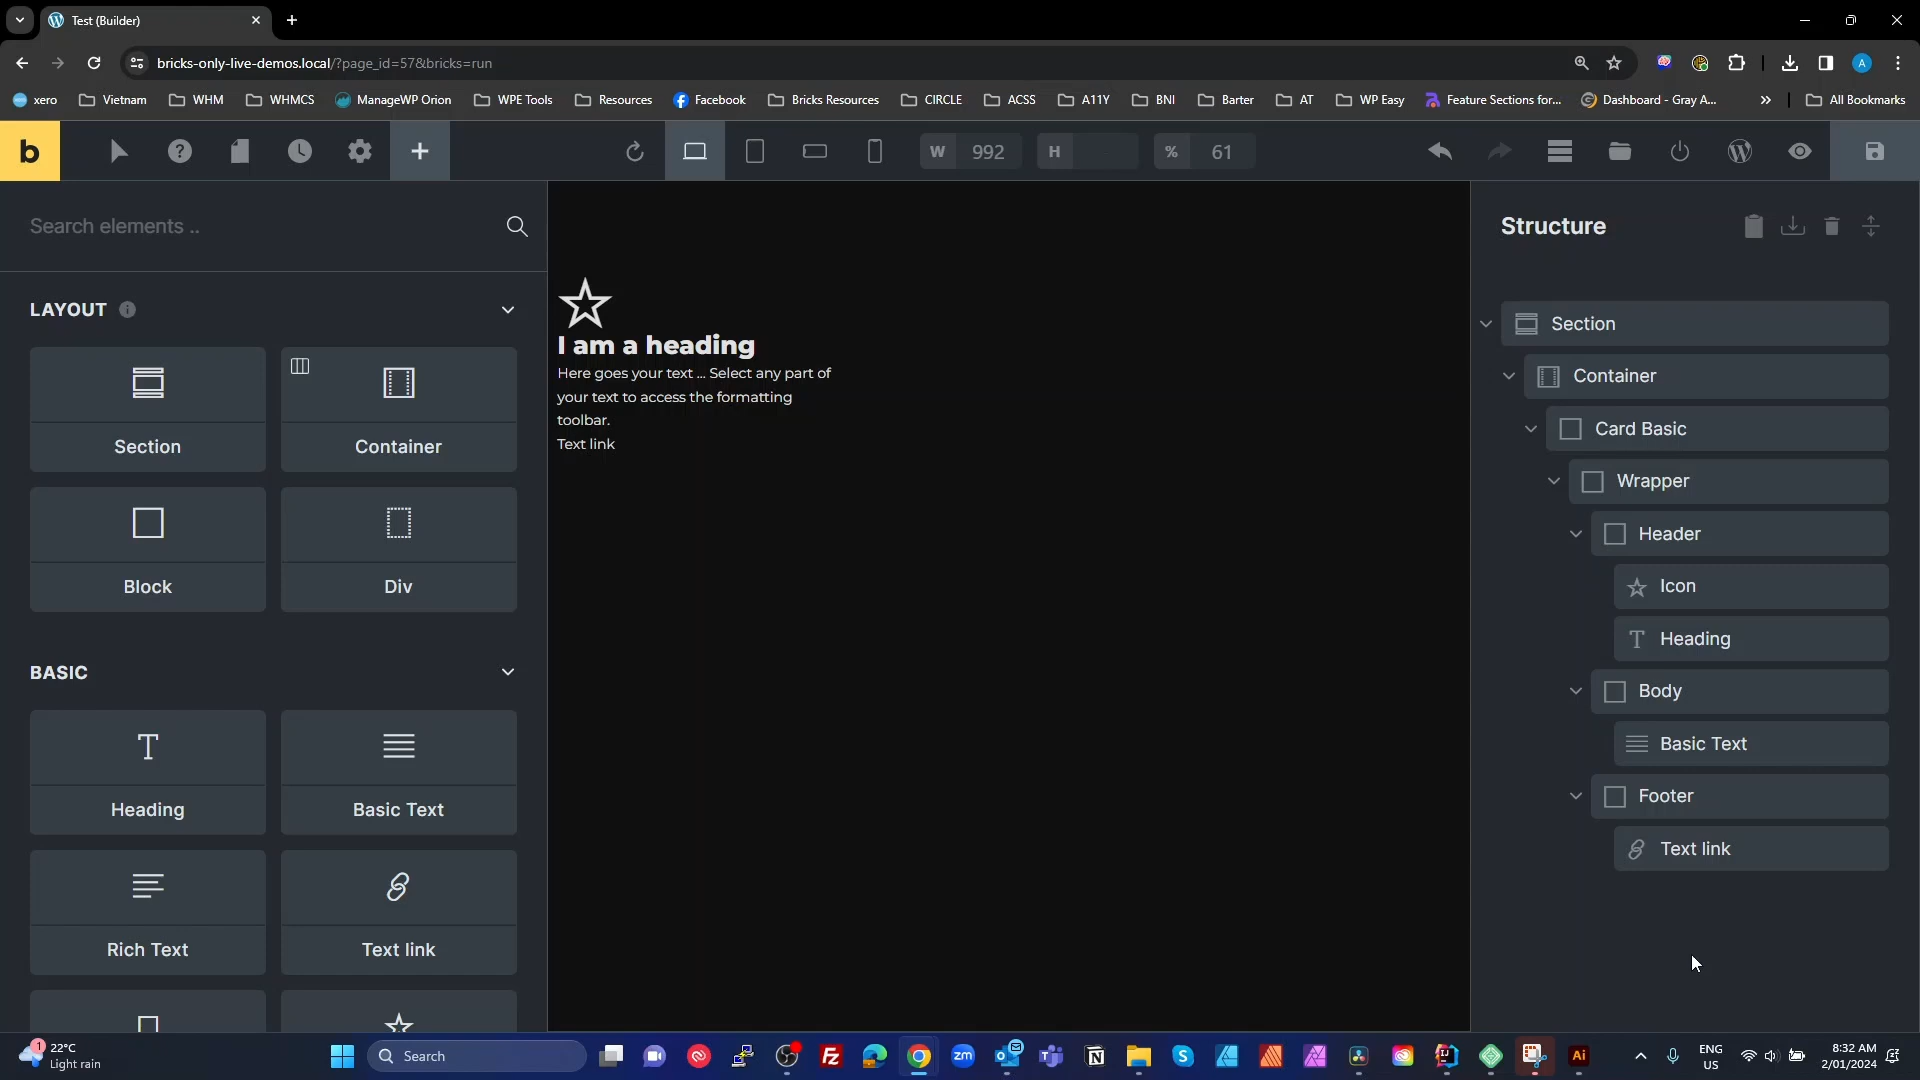 Test (Builder)
bricks-only-live-demos.local/?page_id=57&bricks=run
A
xero
Vietnam
WHM
WHMCS
ManageWP Orion
WPE Tools
Resources
Facebook
Bricks Resources
CIRCLE
ACSS
A11Y
BNI
Barter
AT
WP Easy
Feature Sections for...
Dashboard - Gray A...
All Bookmarks
b
W 992
H
% 61
Search elements ..
LAYOUT
Section
Container
Block
Div
BASIC
Heading
Basic Text
Rich Text
Text link
I am a heading
Here goes your text ... Select any part of
your text to access the formatting
toolbar.
Text link
Structure
Section
Container
Card Basic
Wrapper
Header
Icon
Heading
Body
Basic Text
Footer
Text link
1
22°C
Light rain
Search
Fz
zm
Ai
ENG
US
8:32 AM
2/01/2024